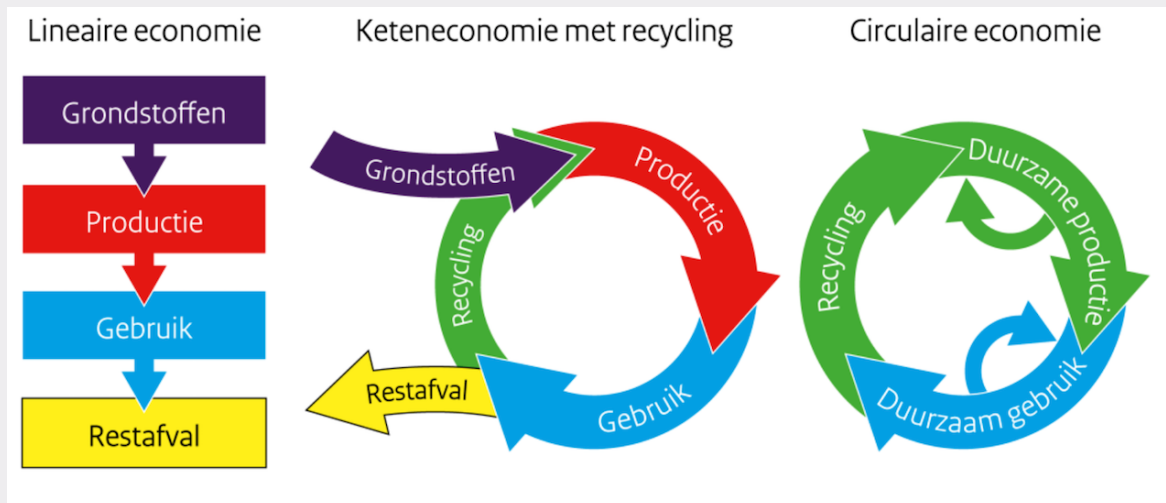 Lineaire economie
Grondstoffen
Productie
Gebruik
Restafval
Keteneconomie met recycling
Grondstoffen
Productie
Gebruik
Recycling
Restafval
Circulaire economie
Duurzame productie
Duurzaam gebruik
Recycling